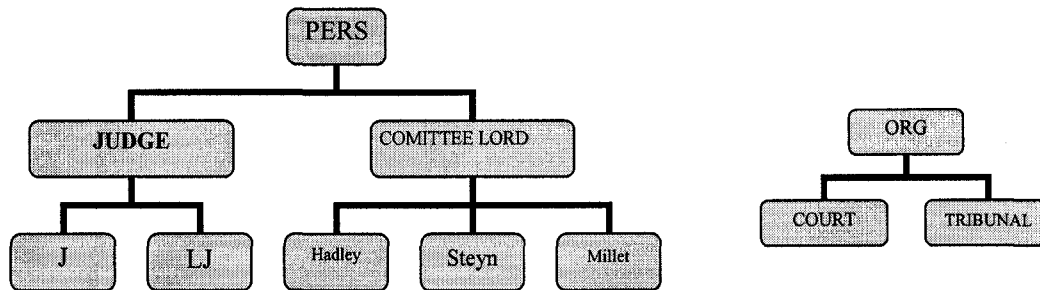 PERS
JUDGE
COMITTEE LORD
J
LJ
Hadley
Steyn
Millet
ORG
COURT
TRIBUNAL